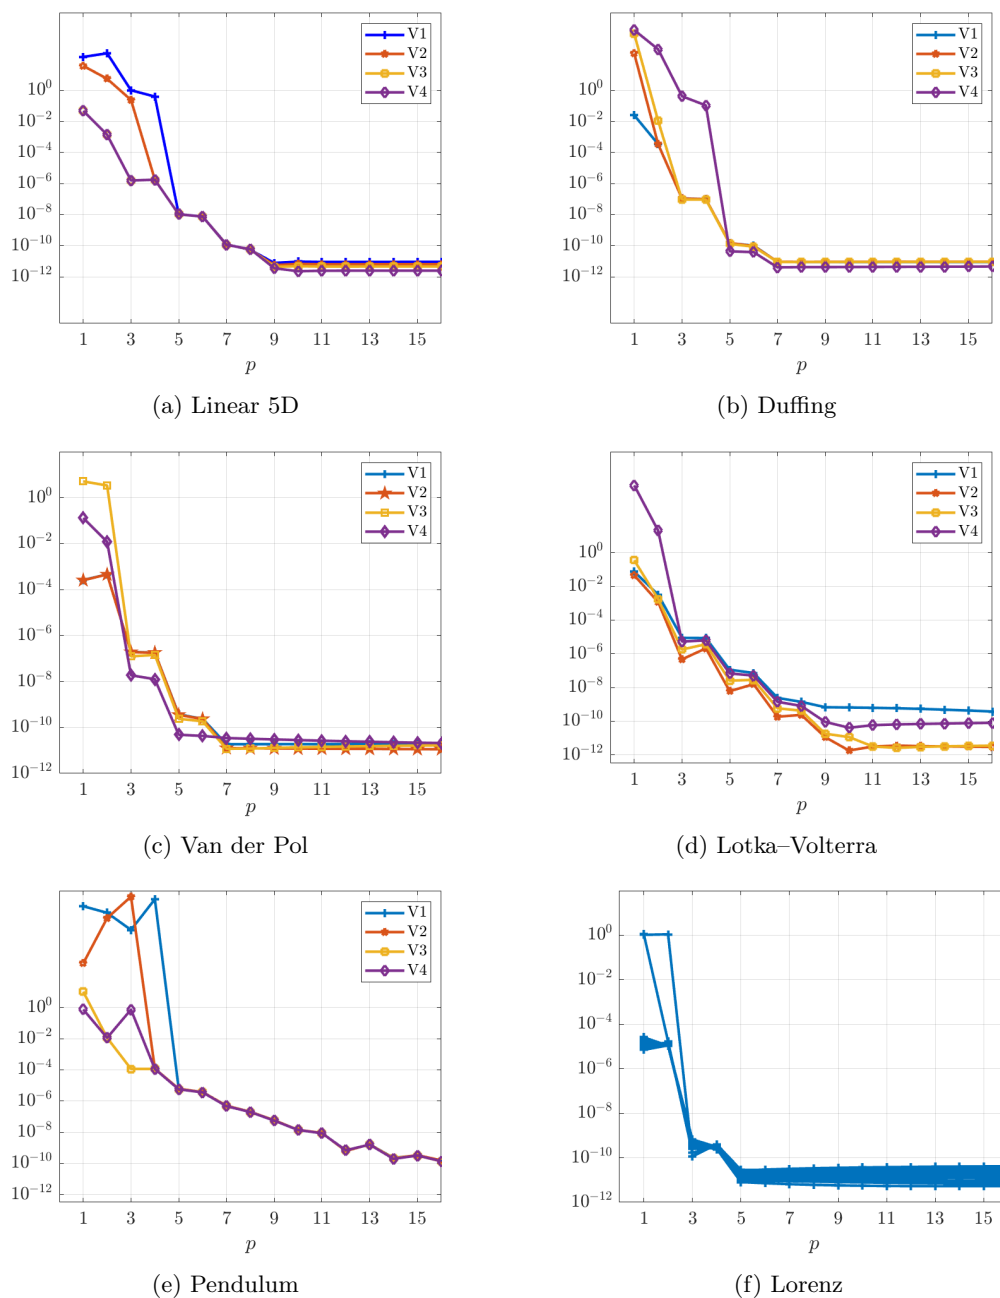 V1
V2
V3
V4
10^0
10^-2
10^-4
10^-6
10^-8
10^-10
10^-12
1 3 5 7 9 11 13 15
p
(a) Linear 5D
V1
V2
V3
V4
10^0
10^-2
10^-4
10^-6
10^-8
10^-10
10^-12
1 3 5 7 9 11 13 15
p
(b) Duffing
V1
V2
V3
V4
10^0
10^-2
10^-4
10^-6
10^-8
10^-10
10^-12
1 3 5 7 9 11 13 15
p
(c) Van der Pol
V1
V2
V3
V4
10^0
10^-2
10^-4
10^-6
10^-8
10^-10
10^-12
1 3 5 7 9 11 13 15
p
(d) Lotka–Volterra
V1
V2
V3
V4
10^0
10^-2
10^-4
10^-6
10^-8
10^-10
10^-12
1 3 5 7 9 11 13 15
p
(e) Pendulum
10^0
10^-2
10^-4
10^-6
10^-8
10^-10
10^-12
1 3 5 7 9 11 13 15
p
(f) Lorenz